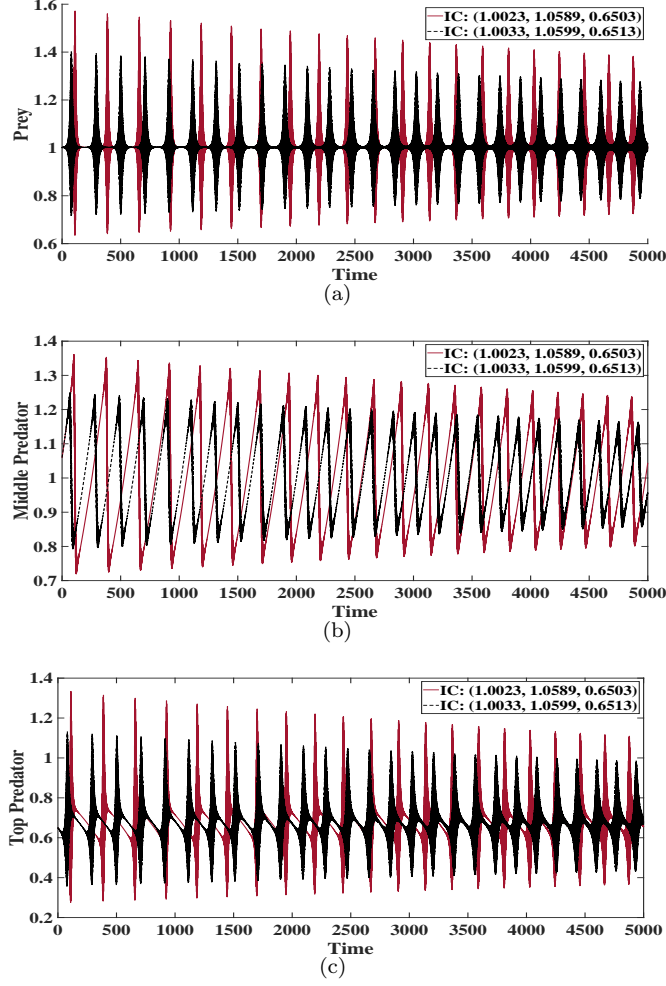 1.6
1.4
1.2
1
0.8
0.6
Prey
IC: (1.0023, 1.0589, 0.6503)
IC: (1.0033, 1.0599, 0.6513)
0 500 1000 1500 2000 2500 3000 3500 4000 4500 5000
Time
(a)
1.4
1.3
1.2
1.1
1
0.9
0.8
0.7
Middle Predator
IC: (1.0023, 1.0589, 0.6503)
IC: (1.0033, 1.0599, 0.6513)
0 500 1000 1500 2000 2500 3000 3500 4000 4500 5000
Time
(b)
1.4
1.2
1
0.8
0.6
0.4
0.2
Top Predator
IC: (1.0023, 1.0589, 0.6503)
IC: (1.0033, 1.0599, 0.6513)
0 500 1000 1500 2000 2500 3000 3500 4000 4500 5000
Time
(c)